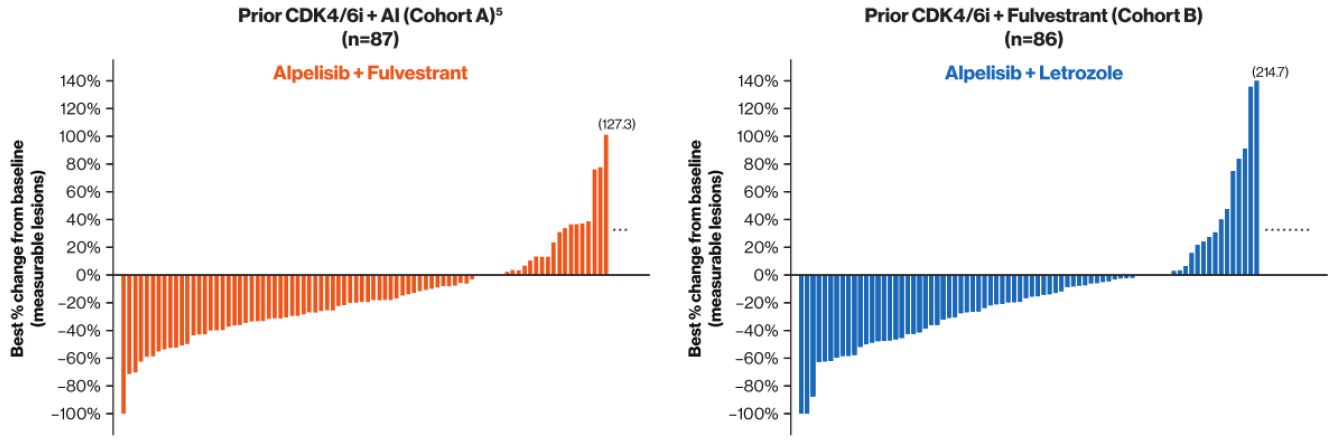 Prior CDK4/6i + AI (Cohort A)⁵
(n=87)
Alpelisib + Fulvestrant
Best % change from baseline
(measurable lesions)
140%
120%
100%
80%
60%
40%
20%
0%
−20%
−40%
−60%
−80%
−100%
(127.3)
Prior CDK4/6i + Fulvestrant (Cohort B)
(n=86)
Alpelisib + Letrozole
Best % change from baseline
(measurable lesions)
140%
120%
100%
80%
60%
40%
20%
0%
−20%
−40%
−60%
−80%
−100%
(214.7)